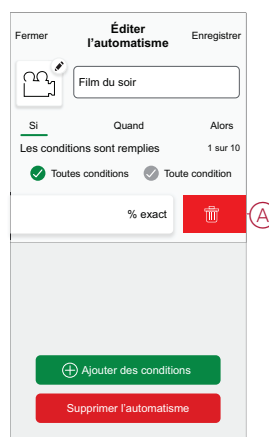 Fermer Éditer l'automatisme Enregistrer
Film du soir
Si Quand Alors
Les conditions sont remplies 1 sur 10
Toutes conditions Toute condition
% exact
A
Ajouter des conditions
Supprimer l'automatisme